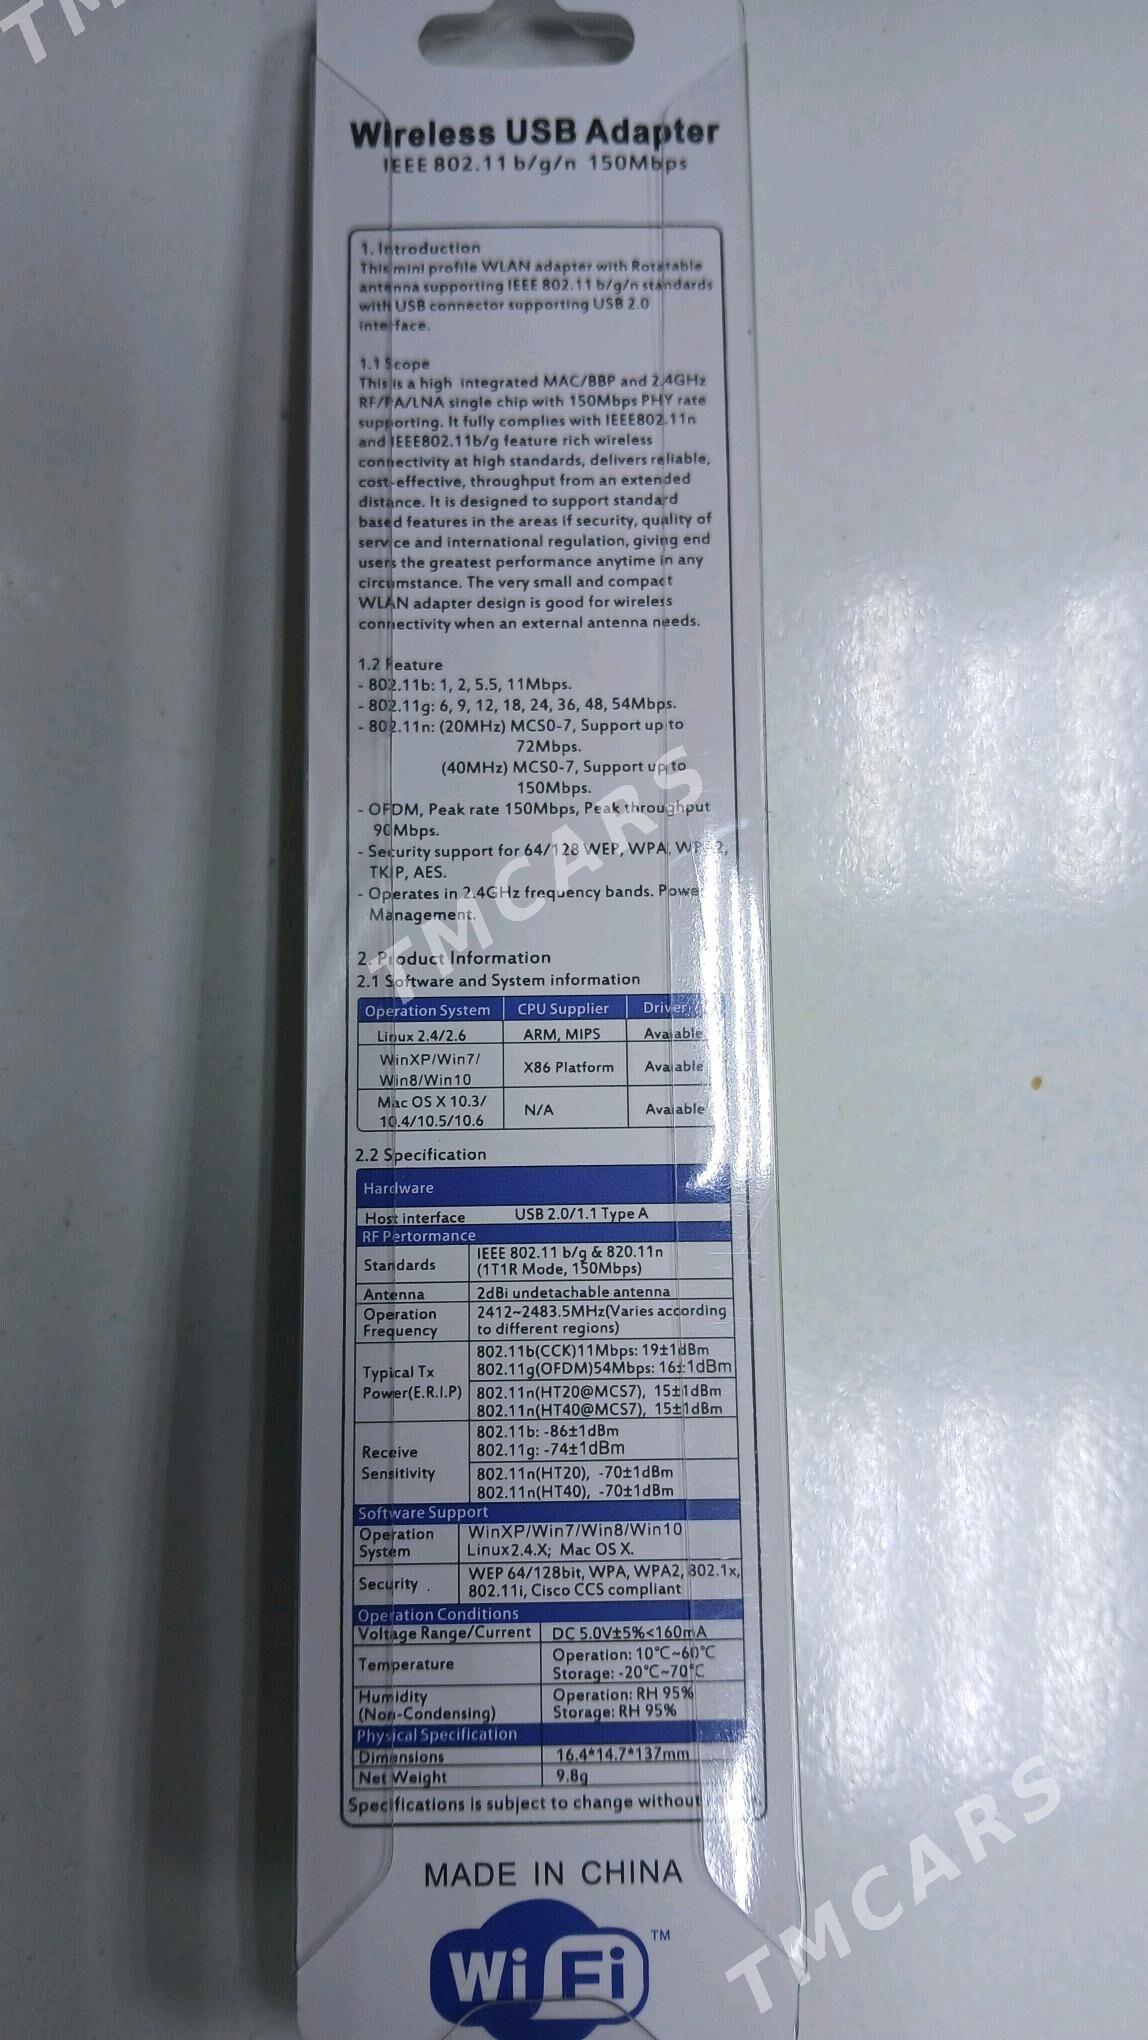 TM
Wireless USB Adapter
IEEE 802.11 b/g/n 150Mbps
1. Introduction
This mini profile WLAN adapter with Rotatable
antenna supporting IEEE 802.11 b/g/n standards
with USB connector supporting USB 2.0
interface.
1.1 Scope
This is a high integrated MAC/BBP and 2.4GHz
RF/PA/LNA single chip with 150Mbps PHY rate
supporting. It fully complies with IEEE802.11n
and IEEE802.11b/g feature rich wireless
connectivity at high standards, delivers reliable,
cost-effective, throughput from an extended
distance. It is designed to support standard
based features in the areas if security, quality of
service and international regulation, giving end
users the greatest performance anytime in any
circumstance. The very small and compact
WLAN adapter design is good for wireless
connectivity when an external antenna needs.
1.2 Feature
- 802.11b: 1, 2, 5.5, 11Mbps.
- 802.11g: 6, 9, 12, 18, 24, 36, 48, 54Mbps.
- 802.11n: (20MHz) MCS0-7, Support up to
72Mbps.
(40MHz) MCS0-7, Support up to
150Mbps.
- OFDM, Peak rate 150Mbps, Peak throughput
90Mbps.
- Security support for 64/128 WEP, WPA, WPA2,
TKIP, AES.
- Operates in 2.4GHz frequency bands. Power
Management.
TMCARS
2. Product Information
2.1 Software and System information
Operation System CPU Supplier Driver
Linux 2.4/2.6 ARM, MIPS Avaiable
WinXP/Win7/
Win8/Win10 X86 Platform Avaiable
Mac OS X 10.3/
10.4/10.5/10.6 N/A Avaiable
2.2 Specification
Hardware
Host interface USB 2.0/1.1 Type A
RF Pertormance
Standards IEEE 802.11 b/g & 820.11n
(1T1R Mode, 150Mbps)
Antenna 2dBi undetachable antenna
Operation Frequency 2412~2483.5MHz(Varies according
to different regions)
Typical Tx Power(E.R.I.P) 802.11b(CCK)11Mbps: 19±1dBm
802.11g(OFDM)54Mbps: 16±1dBm
802.11n(HT20@MCS7), 15±1dBm
802.11n(HT40@MCS7), 15±1dBm
Receive Sensitivity 802.11b: -86±1dBm
802.11g: -74±1dBm
802.11n(HT20), -70±1dBm
802.11n(HT40), -70±1dBm
Software Support
Operation System WinXP/Win7/Win8/Win10
Linux2.4.X; Mac OS X.
Security WEP 64/128bit, WPA, WPA2, 802.1x,
802.11i, Cisco CCS compliant
Operation Conditions
Voltage Range/Current DC 5.0V±5%<160mA
Temperature Operation: 10°C~60°C
Storage: -20°C~70°C
Humidity (Non-Condensing) Operation: RH 95%
Storage: RH 95%
Physical Specification
Dimensions 16.4*14.7*137mm
Net Weight 9.8g
Specifications is subject to change without
MADE IN CHINA
WiFi TM
TMCARS